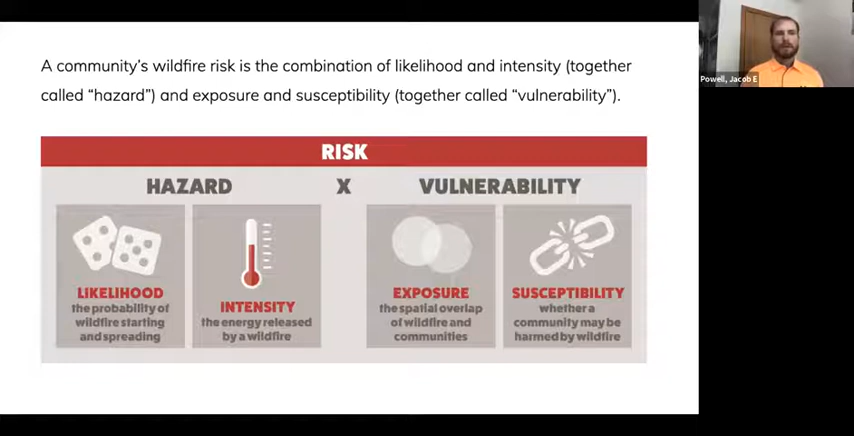 A community's wildfire risk is the combination of likelihood and intensity (together
called "hazard") and exposure and susceptibility (together called "vulnerability").
RISK
HAZARD X VULNERABILITY
LIKELIHOOD
the probability of
wildfire starting
and spreading
INTENSITY
the energy released
by a wildfire
EXPOSURE
the spatial overlap
of wildfire and
communities
SUSCEPTIBILITY
whether a
community may be
harmed by wildfire
Powell, Jacob E